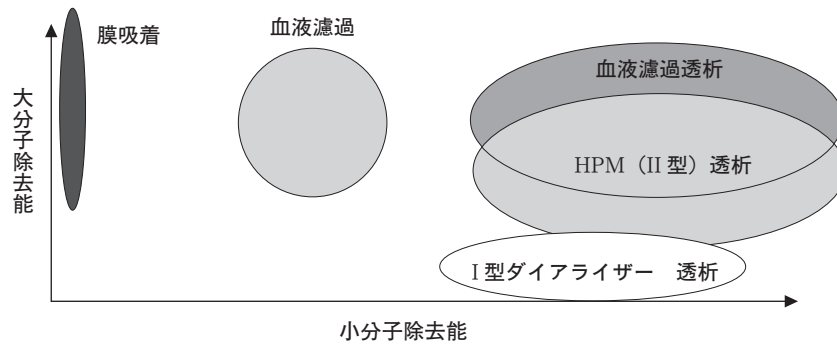 膜吸着
血液濾過
血液濾過透析
大分子除去能
HPM（II 型）透析
I 型ダイアライザー　透析
小分子除去能